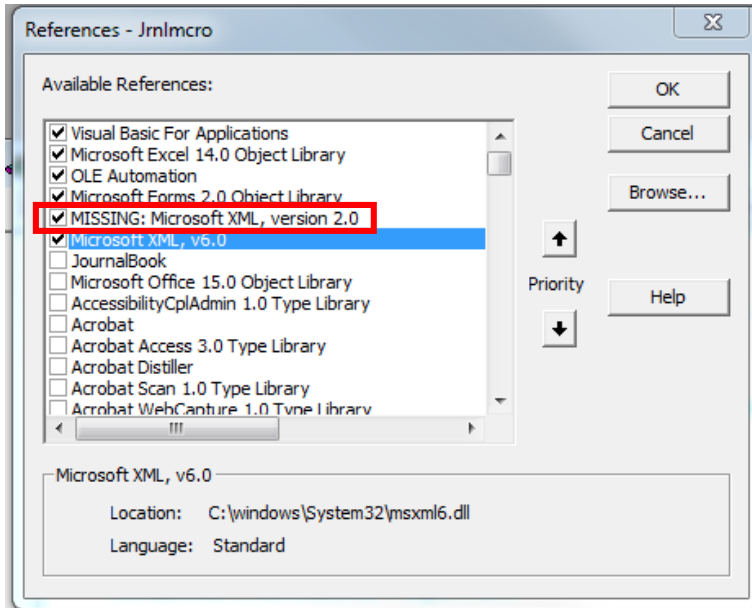 References - Jrnlmcro
Available References:
Visual Basic For Applications
Microsoft Excel 14.0 Object Library
OLE Automation
Microsoft Forms 2.0 Object Library
MISSING: Microsoft XML, version 2.0
Microsoft XML, v6.0
JournalBook
Microsoft Office 15.0 Object Library
AccessibilityCplAdmin 1.0 Type Library
Acrobat
Acrobat Access 3.0 Type Library
Acrobat Distiller
Acrobat Scan 1.0 Type Library
Acrobat WebCapture 1.0 Type Library
OK
Cancel
Browse...
Priority
Help
Microsoft XML, v6.0
Location: C:\windows\System32\msxml6.dll
Language: Standard